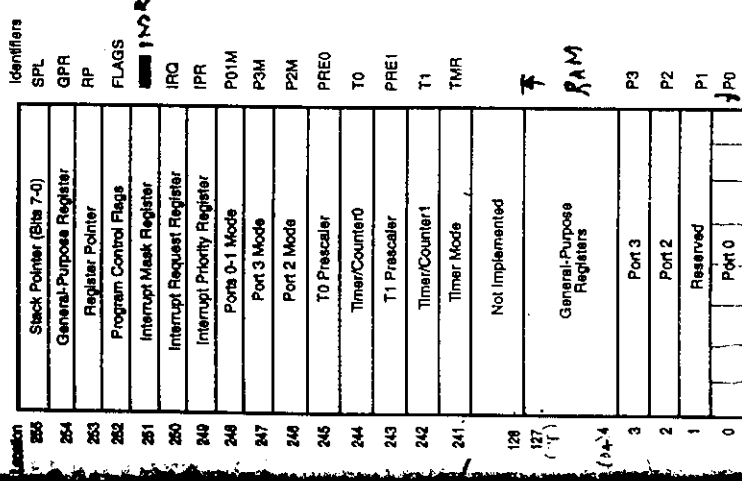 Location Identifiers
255 Stack Pointer (Bits 7-0) SPL
254 General-Purpose Register GPR
253 Register Pointer RP
252 Program Control Flags FLAGS
251 Interrupt Mask Register IMR
250 Interrupt Request Register IRQ
249 Interrupt Priority Register IPR
248 Ports 0-1 Mode P01M
247 Port 3 Mode P3M
246 Port 2 Mode P2M
245 T0 Prescaler PRE0
244 Timer/Counter0 T0
243 T1 Prescaler PRE1
242 Timer/Counter1 T1
241 Timer Mode TMR
Not Implemented
128
127
General-Purpose
Registers
RAM
4
3 Port 3 P3
2 Port 2 P2
1 Reserved P1
0 Port 0 P0